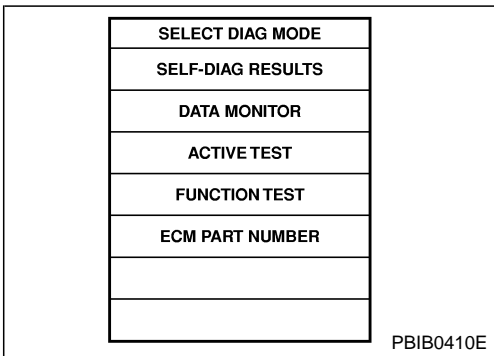 SELECT DIAG MODE
SELF-DIAG RESULTS
DATA MONITOR
ACTIVE TEST
FUNCTION TEST
ECM PART NUMBER
PBIB0410E